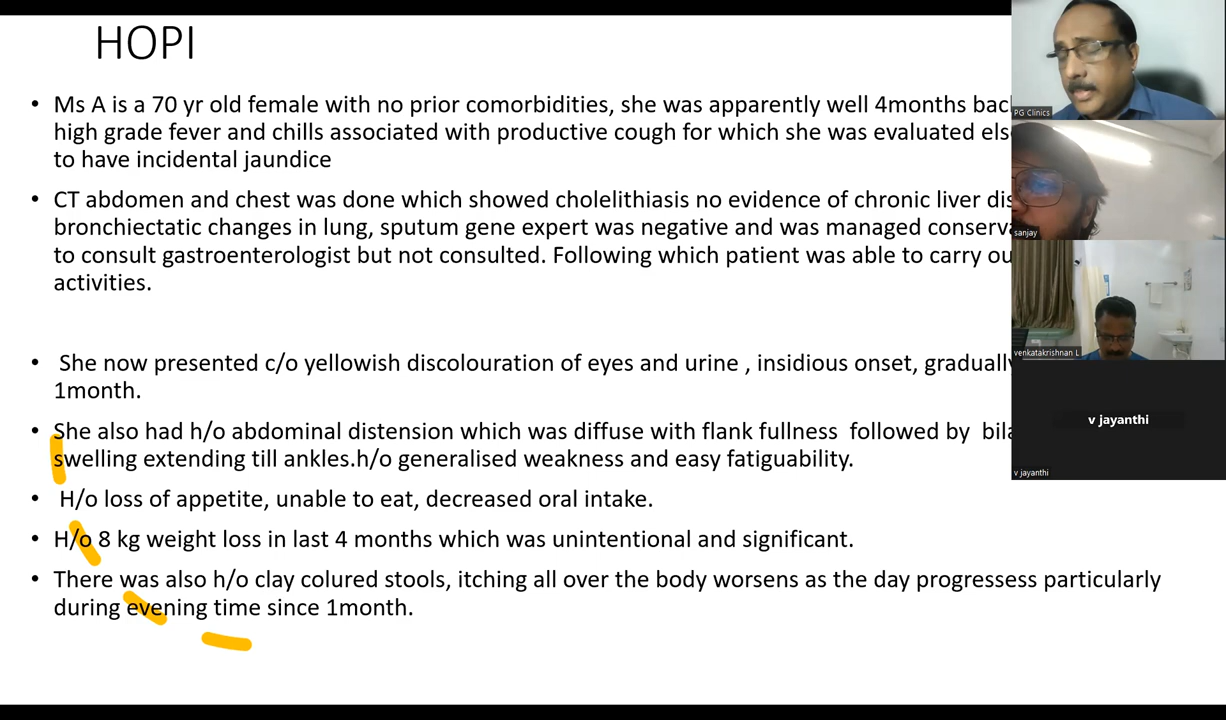 HOPI
• Ms A is a 70 yr old female with no prior comorbidities, she was apparently well 4months
high grade fever and chills associated with productive cough for which she was evaluated
to have incidental jaundice
• CT abdomen and chest was done which showed cholelithiasis no evidence of chronic liver
bronchiectatic changes in lung, sputum gene expert was negative and was managed
to consult gastroenterologist but not consulted. Following which patient was able to carry
activities.
• She now presented c/o yellowish discolouration of eyes and urine , insidious onset,
1month.
• She also had h/o abdominal distension which was diffuse with flank fullness followed by
swelling extending till ankles.h/o generalised weakness and easy fatiguability.
• H/o loss of appetite, unable to eat, decreased oral intake.
• H/o 8 kg weight loss in last 4 months which was unintentional and significant.
• There was also h/o clay colured stools, itching all over the body worsens as the day progressess particularly
during evening time since 1month.
PG Clinics
sanjay
venkatakrishnan L
v jayanthi
v jayanthi